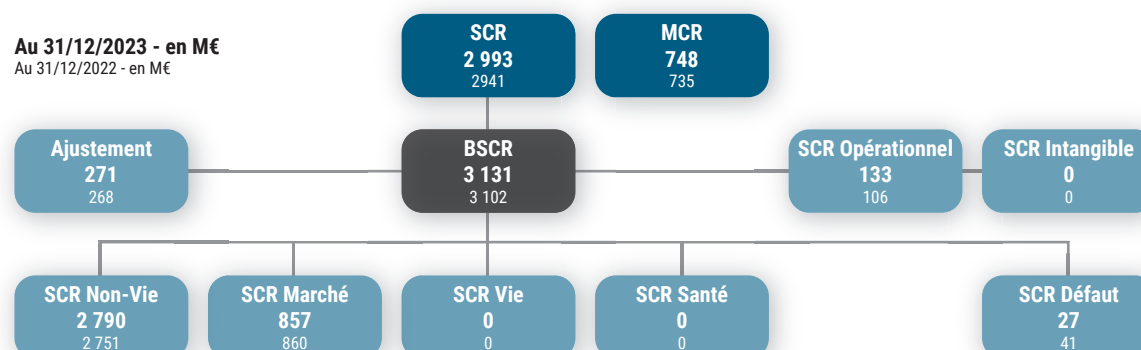 Au 31/12/2023 - en M€
Au 31/12/2022 - en M€
SCR
2 993
2941
MCR
748
735
Ajustement
271
268
BSCR
3 131
3 102
SCR Opérationnel
133
106
SCR Intangible
0
0
SCR Non-Vie
2 790
2 751
SCR Marché
857
860
SCR Vie
0
0
SCR Santé
0
0
SCR Défaut
27
41